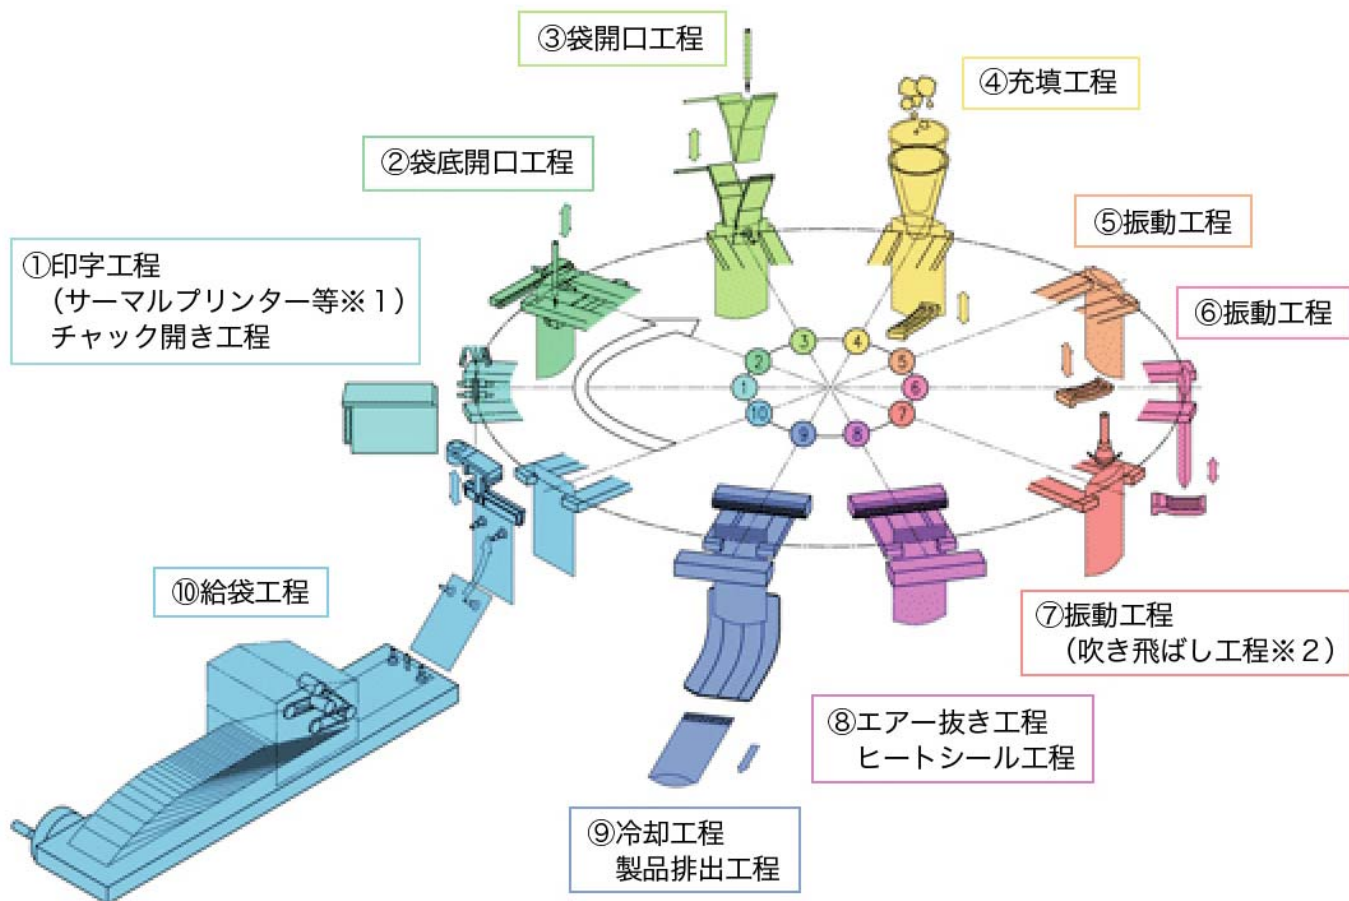 ③袋開口工程
④充填工程
②袋底開口工程
⑤振動工程
①印字工程
（サーマルプリンター等※１）
チャック開き工程
⑥振動工程
3
4
2
5
1
6
10
7
9
8
⑩給袋工程
⑦振動工程
（吹き飛ばし工程※２）
⑧エアー抜き工程
ヒートシール工程
⑨冷却工程
製品排出工程